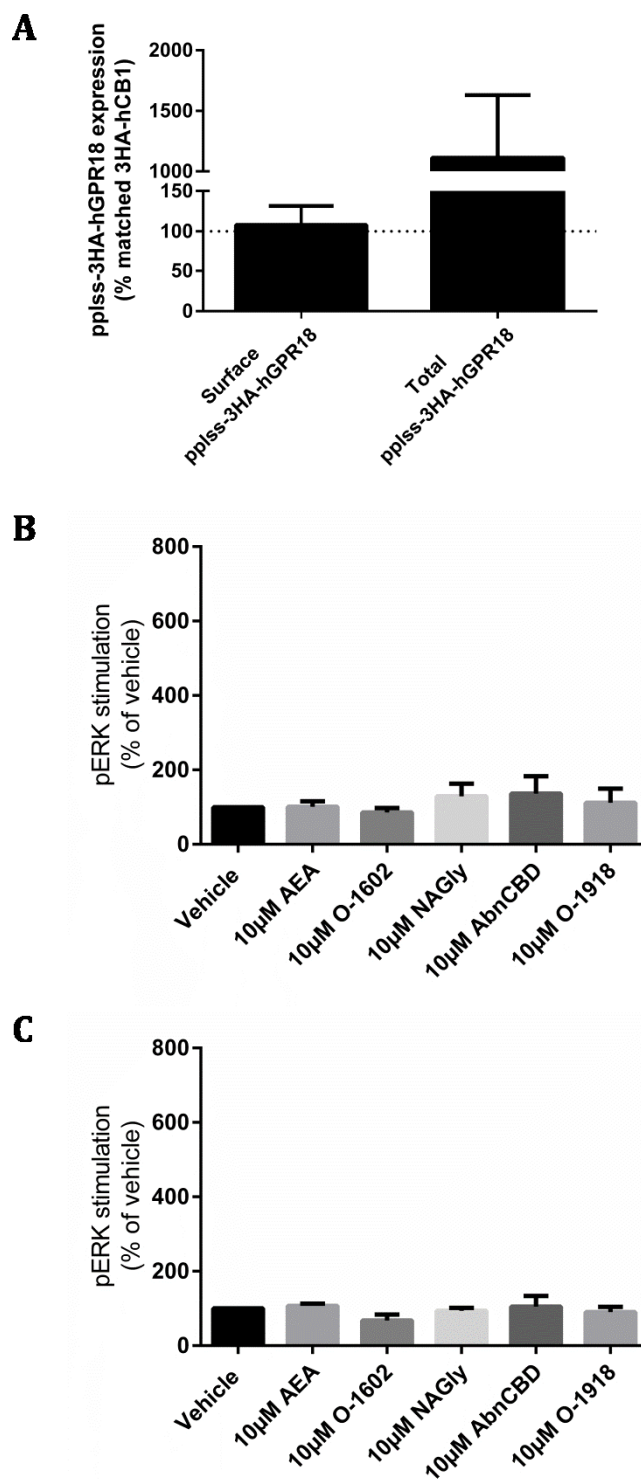 A
pplss-3HA-hGPR18 expression
(% matched 3HA-hCB1)
2000
1500
1000
150
100
50
0
Surface
pplss-3HA-hGPR18
Total
pplss-3HA-hGPR18
B
pERK stimulation
(% of vehicle)
800
600
400
200
0
Vehicle
10µM AEA
10µM O-1602
10µM NAGly
10µM AbnCBD
10µM O-1918
C
pERK stimulation
(% of vehicle)
800
600
400
200
0
Vehicle
10µM AEA
10µM O-1602
10µM NAGly
10µM AbnCBD
10µM O-1918